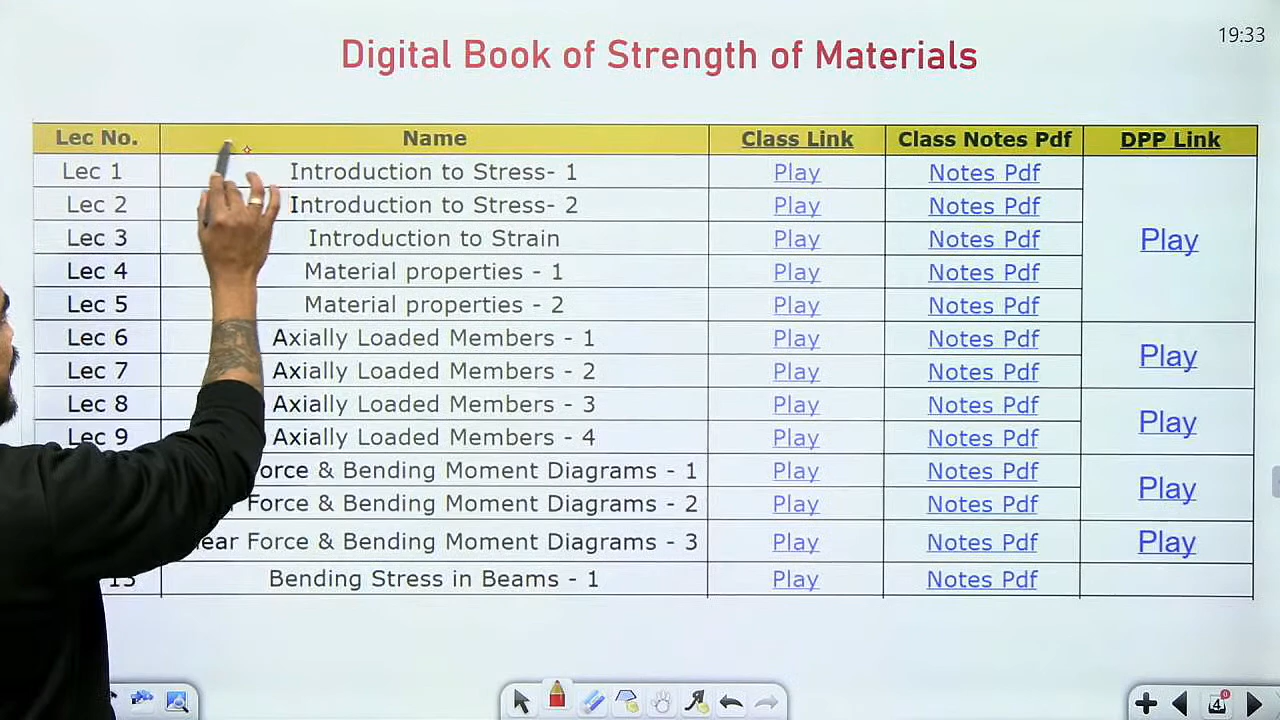 19:33
Digital Book of Strength of Materials
Lec No. Name Class Link Class Notes Pdf DPP Link
Lec 1 Introduction to Stress- 1 Play Notes Pdf
Lec 2 Introduction to Stress- 2 Play Notes Pdf
Lec 3 Introduction to Strain Play Notes Pdf Play
Lec 4 Material properties - 1 Play Notes Pdf
Lec 5 Material properties - 2 Play Notes Pdf
Lec 6 Axially Loaded Members - 1 Play Notes Pdf Play
Lec 7 Axially Loaded Members - 2 Play Notes Pdf
Lec 8 Axially Loaded Members - 3 Play Notes Pdf Play
Lec 9 Axially Loaded Members - 4 Play Notes Pdf
Force & Bending Moment Diagrams - 1 Play Notes Pdf Play
Force & Bending Moment Diagrams - 2 Play Notes Pdf
Force & Bending Moment Diagrams - 3 Play Notes Pdf Play
13 Bending Stress in Beams - 1 Play Notes Pdf
4